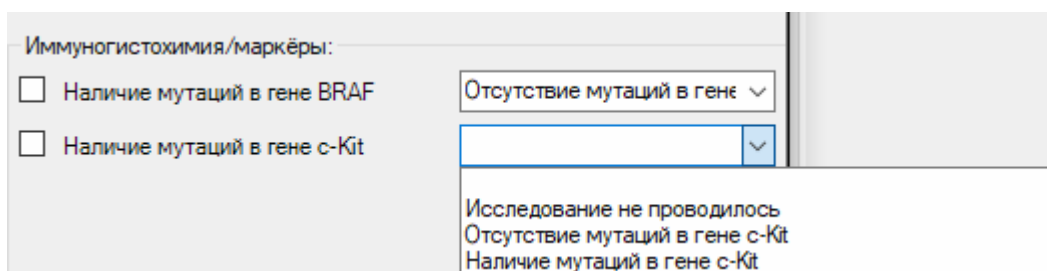 Иммуногистохимия/маркёры:
Наличие мутаций в гене BRAF
Отсутствие мутаций в гене
Наличие мутаций в гене c-Kit
Исследование не проводилось
Отсутствие мутаций в гене c-Kit
Наличие мутаций в гене c-Kit